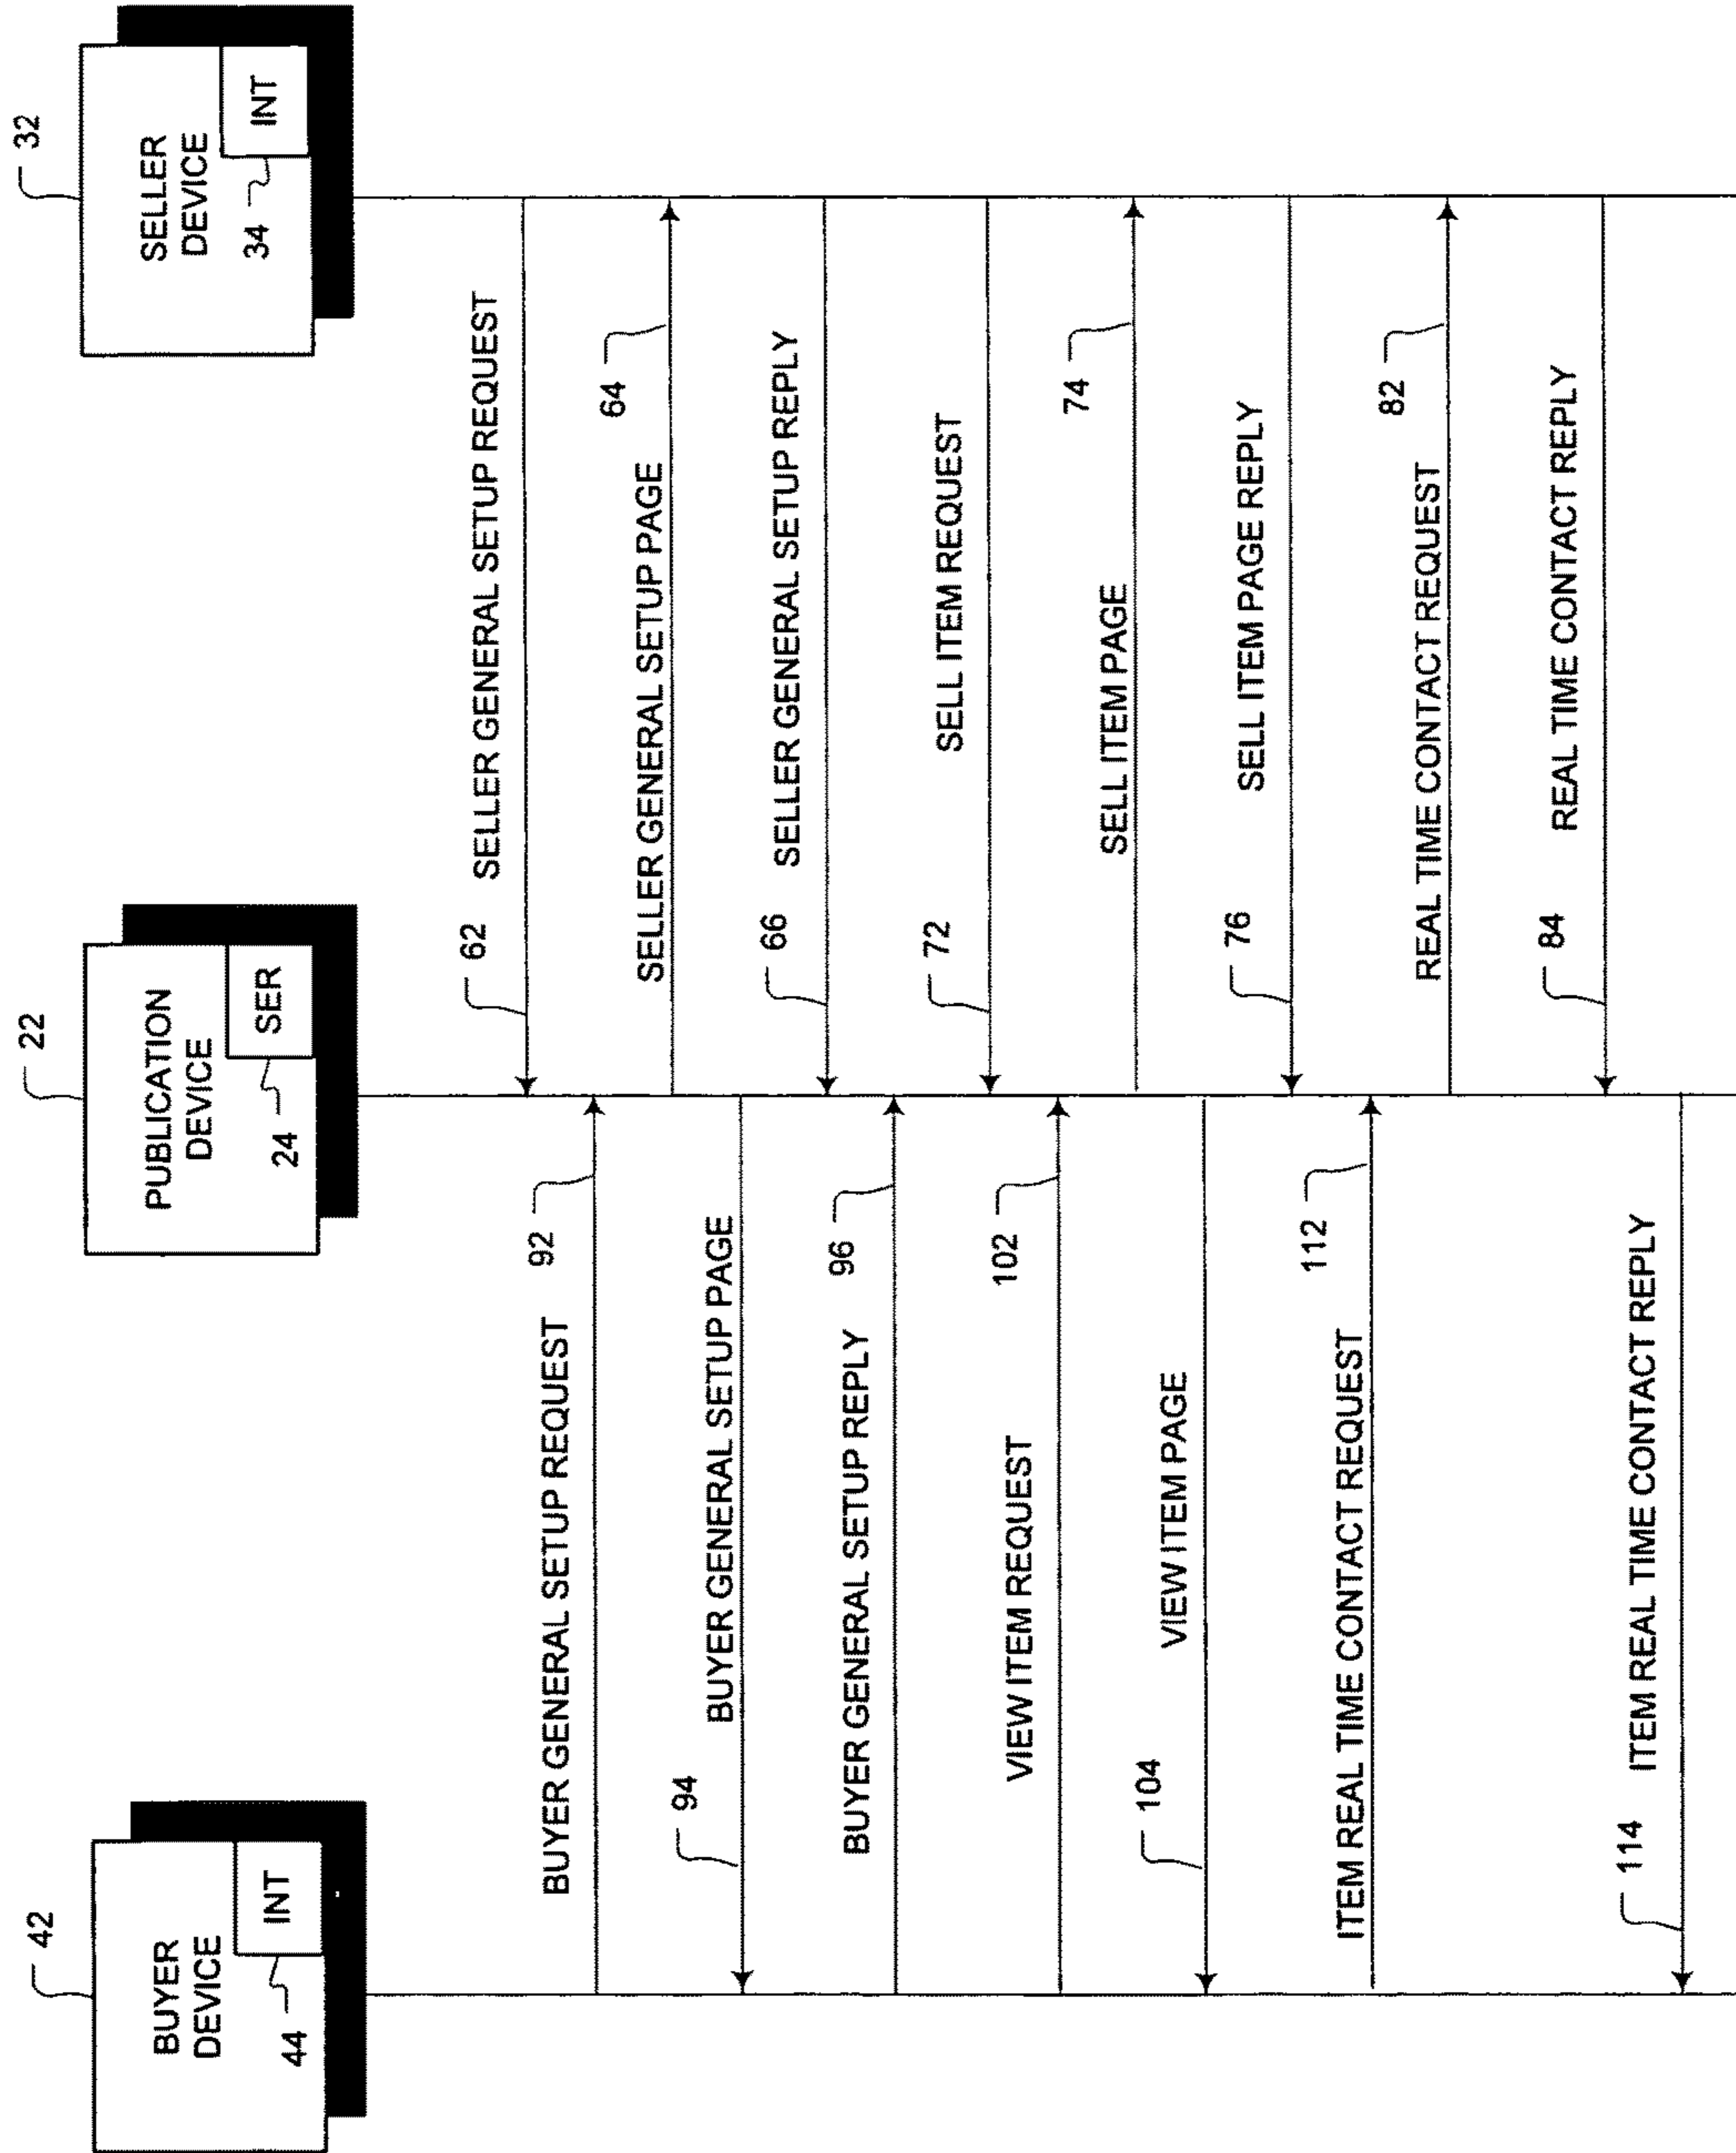 42
BUYER
DEVICE
INT
44
22
PUBLICATION
DEVICE
SER
24
32
SELLER
DEVICE
INT
34
62
SELLER GENERAL SETUP REQUEST
BUYER GENERAL SETUP REQUEST
92
SELLER GENERAL SETUP PAGE
64
94
BUYER GENERAL SETUP PAGE
66
SELLER GENERAL SETUP REPLY
BUYER GENERAL SETUP REPLY
96
72
SELL ITEM REQUEST
VIEW ITEM REQUEST
102
SELL ITEM PAGE
74
104
VIEW ITEM PAGE
76
SELL ITEM PAGE REPLY
ITEM REAL TIME CONTACT REQUEST
112
REAL TIME CONTACT REQUEST
82
84
REAL TIME CONTACT REPLY
114
ITEM REAL TIME CONTACT REPLY